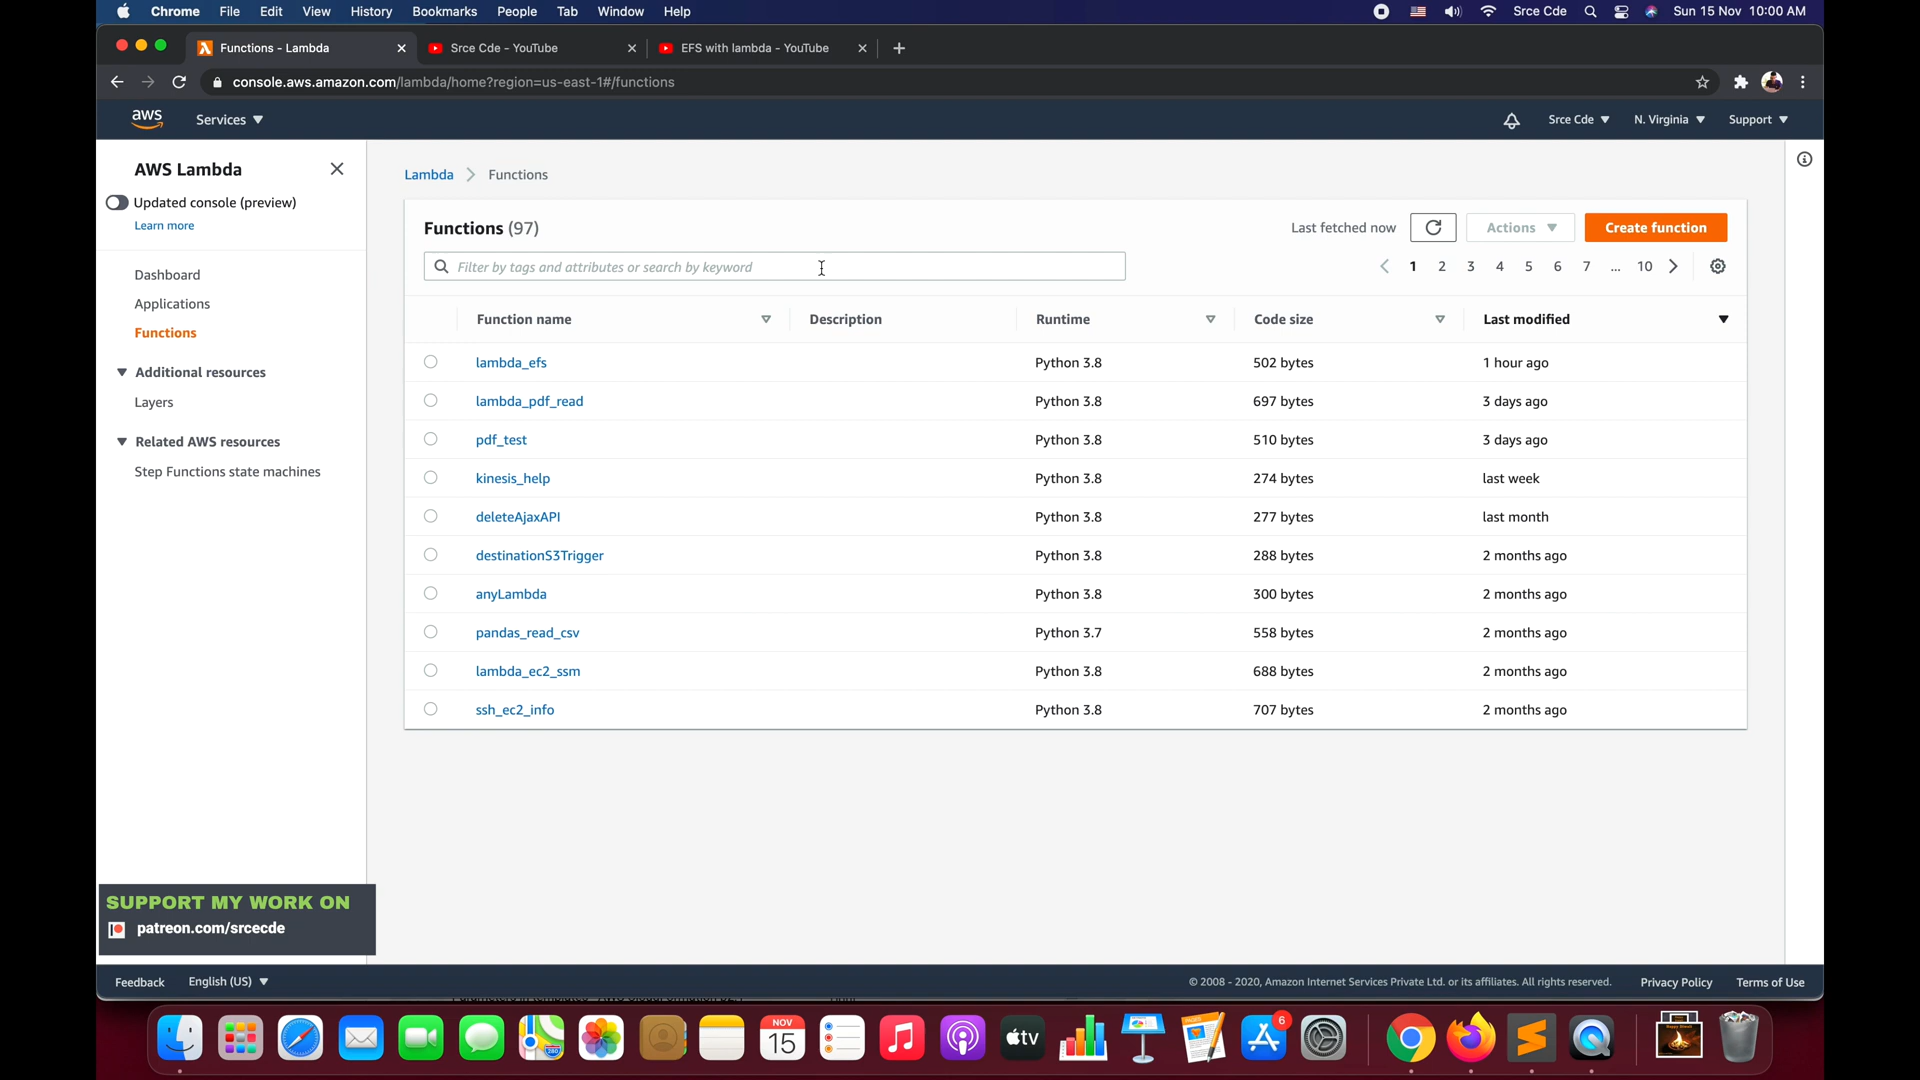 Chrome File Edit View History Bookmarks People Tab Window Help Srce Cde Sun 15 Nov 10:00 AM
Functions - Lambda Srce Cde - YouTube EFS with lambda - YouTube
console.aws.amazon.com/lambda/home?region=us-east-1#/functions
aws Services Srce Cde N. Virginia Support
AWS Lambda
Updated console (preview)
Learn more
Dashboard
Applications
Functions
Additional resources
Layers
Related AWS resources
Step Functions state machines
Lambda Functions
Functions (97) Last fetched now Actions Create function
Filter by tags and attributes or search by keyword 1 2 3 4 5 6 7 ... 10
Function name Description Runtime Code size Last modified
lambda_efs Python 3.8 502 bytes 1 hour ago
lambda_pdf_read Python 3.8 697 bytes 3 days ago
pdf_test Python 3.8 510 bytes 3 days ago
kinesis_help Python 3.8 274 bytes last week
deleteAjaxAPI Python 3.8 277 bytes last month
destinationS3Trigger Python 3.8 288 bytes 2 months ago
anyLambda Python 3.8 300 bytes 2 months ago
pandas_read_csv Python 3.7 558 bytes 2 months ago
lambda_ec2_ssm Python 3.8 688 bytes 2 months ago
ssh_ec2_info Python 3.8 707 bytes 2 months ago
SUPPORT MY WORK ON
patreon.com/srcecde
Feedback English (US) © 2008 - 2020, Amazon Internet Services Private Ltd. or its affiliates. All rights reserved. Privacy Policy Terms of Use
NOV
15
tv
PAGES
6